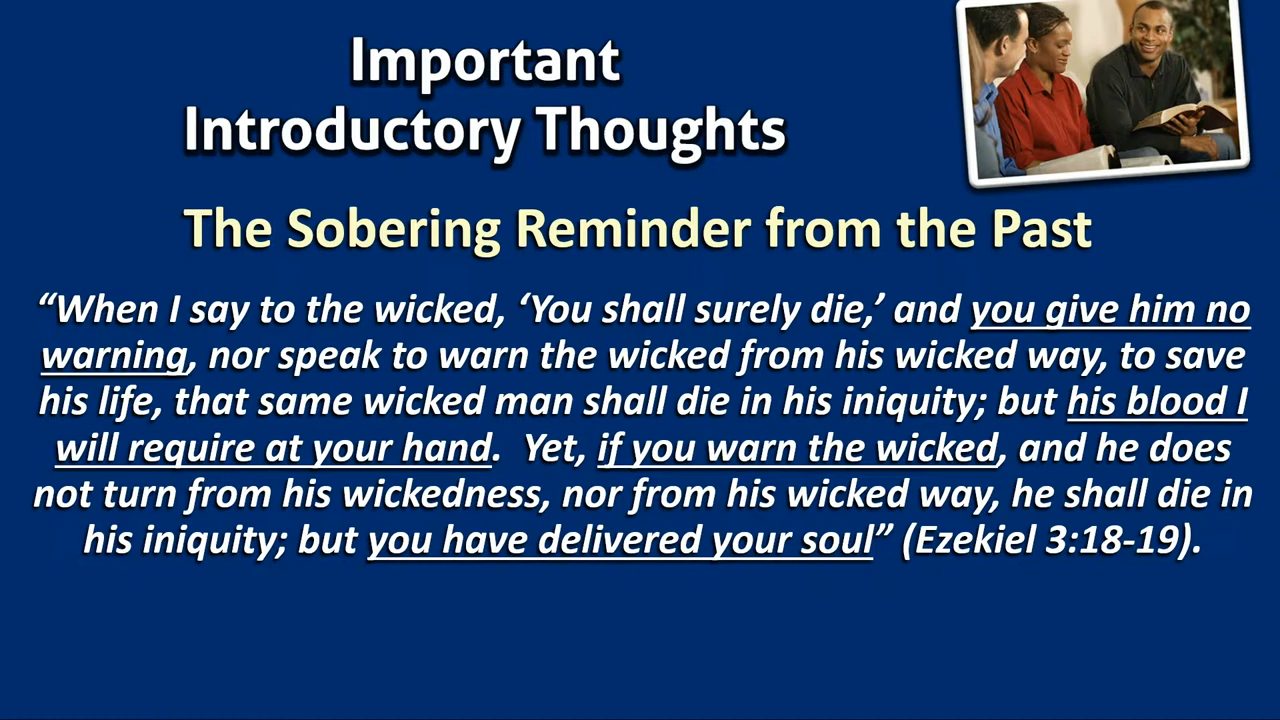 Important
Introductory Thoughts
The Sobering Reminder from the Past
“When I say to the wicked, ‘You shall surely die,’ and you give him no
warning, nor speak to warn the wicked from his wicked way, to save
his life, that same wicked man shall die in his iniquity; but his blood I
will require at your hand.  Yet, if you warn the wicked, and he does
not turn from his wickedness, nor from his wicked way, he shall die in
his iniquity; but you have delivered your soul” (Ezekiel 3:18-19).